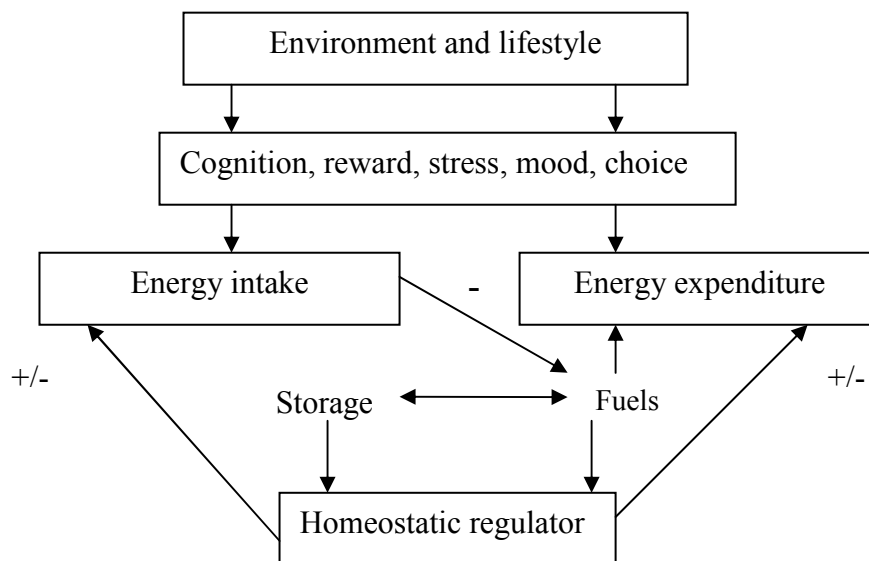 Environment and lifestyle
Cognition, reward, stress, mood, choice
Energy intake
-
Energy expenditure
+/-
+/-
Storage
Fuels
Homeostatic regulator